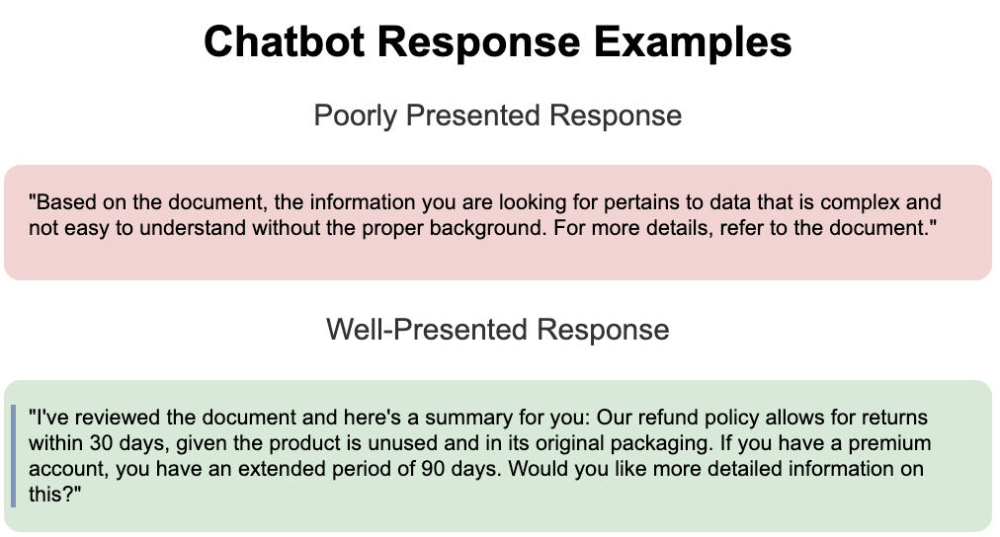 Chatbot Response Examples
Poorly Presented Response
"Based on the document, the information you are looking for pertains to data that is complex and
not easy to understand without the proper background. For more details, refer to the document."
Well-Presented Response
"I've reviewed the document and here's a summary for you: Our refund policy allows for returns
within 30 days, given the product is unused and in its original packaging. If you have a premium
account, you have an extended period of 90 days. Would you like more detailed information on
this?"